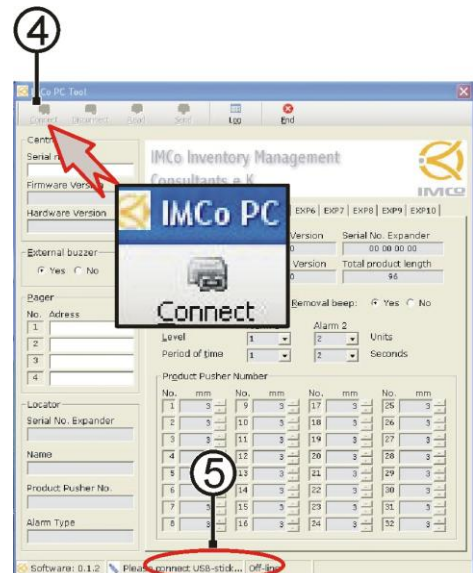 4
IMCo PC Tool
Connect Disconnect Read Send Log End
Serial n
Firmware Version
Hardware Version
External buzzer
Yes No
Pager
No. Adress
1
2
3
4
Locator
Serial No. Expander
Name
Product Pusher No.
Alarm Type
IMCo Inventory Management
Consultants e.K.
IMCO
EXP6 EXP7 EXP8 EXP9 EXP10
Version Serial No. Expander
0 00 00 00 00
Version Total product length
0 96
IMCo PC
Connect
Removal beep: Yes No
Alarm 2
Level 1 2 Units
Period of time 1 2 Seconds
Product Pusher Number
No. mm No. mm No. mm No. mm
1 3 9 3 17 3 25 3
2 3 10 3 18 3 26 3
3 3 11 3 19 3 27 3
4 12 3 20 3 28 3
5 13 3 21 3 29 3
6 14 3 22 3 30 3
7 15 3 23 3 31 3
8 3 16 3 24 3 32 3
5
Software: 0.1.2 Please connect USB-stick... Off-line